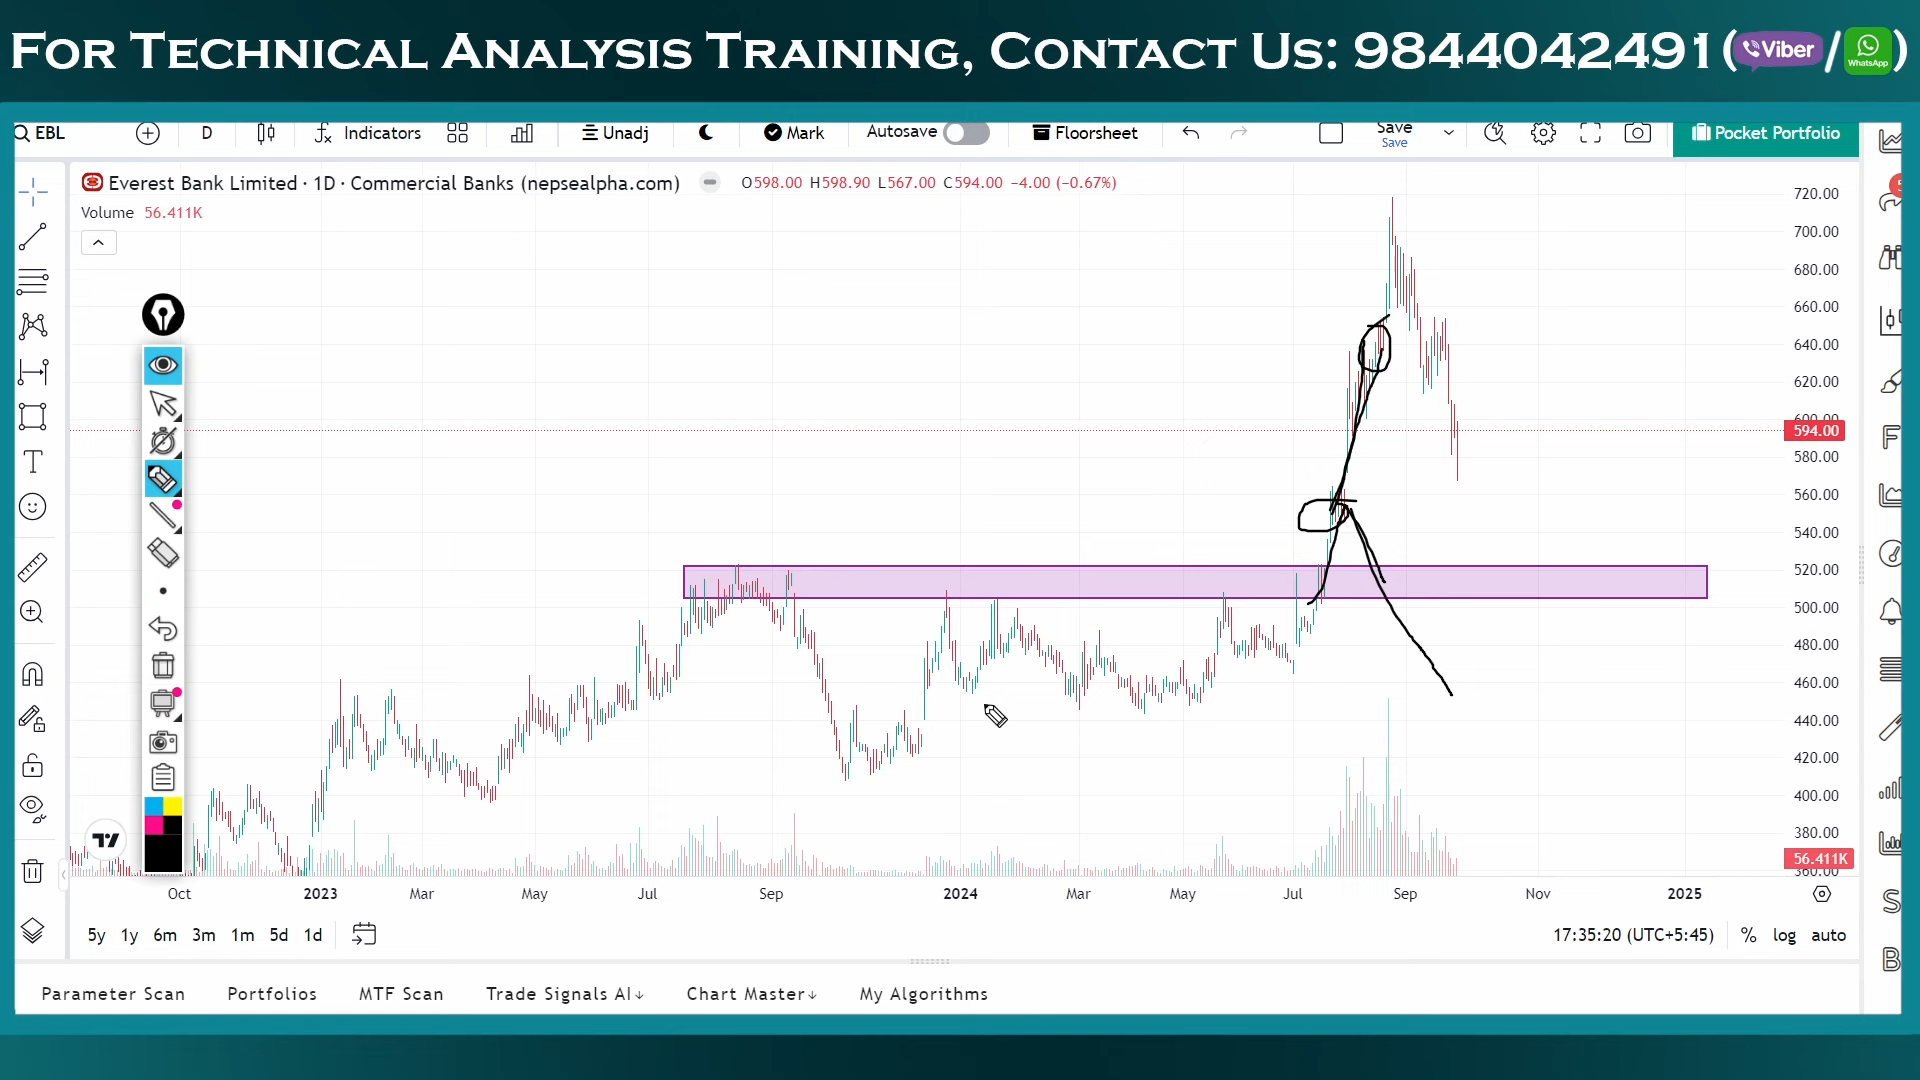 For Technical Analysis Training, Contact Us: 9844042491( Viber / WhatsApp )
EBL D Indicators Unadj Mark Autosave Floorsheet Save Save Pocket Portfolio
Everest Bank Limited · 1D · Commercial Banks (nepsealpha.com) O598.00 H598.90 L567.00 C594.00 −4.00 (−0.67%)
Volume 56.411K
720.00
700.00
680.00
660.00
640.00
620.00
600.00
594.00
580.00
560.00
540.00
520.00
500.00
480.00
460.00
440.00
420.00
400.00
380.00
56.411K
360.00
Oct 2023 Mar May Jul Sep 2024 Mar May Jul Sep Nov 2025
5y 1y 6m 3m 1m 5d 1d 17:35:20 (UTC+5:45) % log auto
Parameter Scan Portfolios MTF Scan Trade Signals AI↓ Chart Master↓ My Algorithms
F
S
B